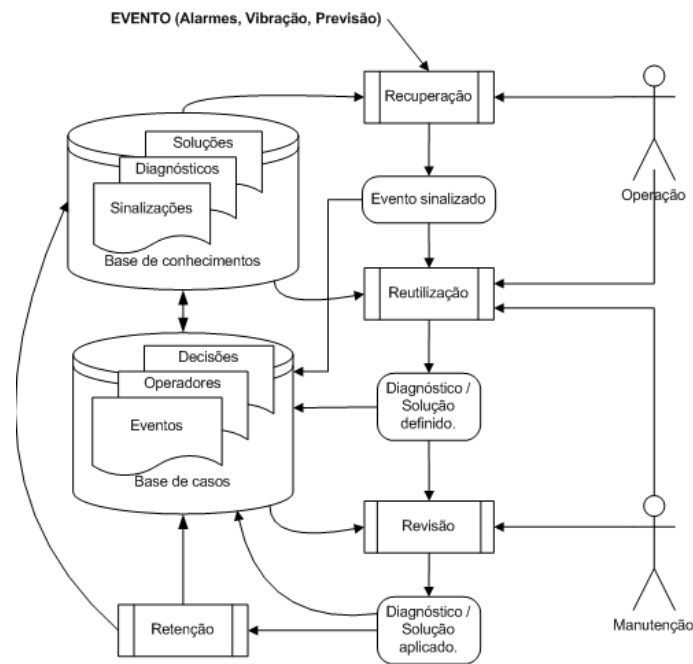 EVENTO (Alarmes, Vibração, Previsão)
Recuperação
Soluções
Diagnósticos
Sinalizações
Base de conhecimentos
Evento sinalizado
Operação
Reutilização
Decisões
Operadores
Eventos
Base de casos
Diagnóstico /
Solução
definido.
Revisão
Manutenção
Diagnóstico /
Solução
aplicado.
Retenção